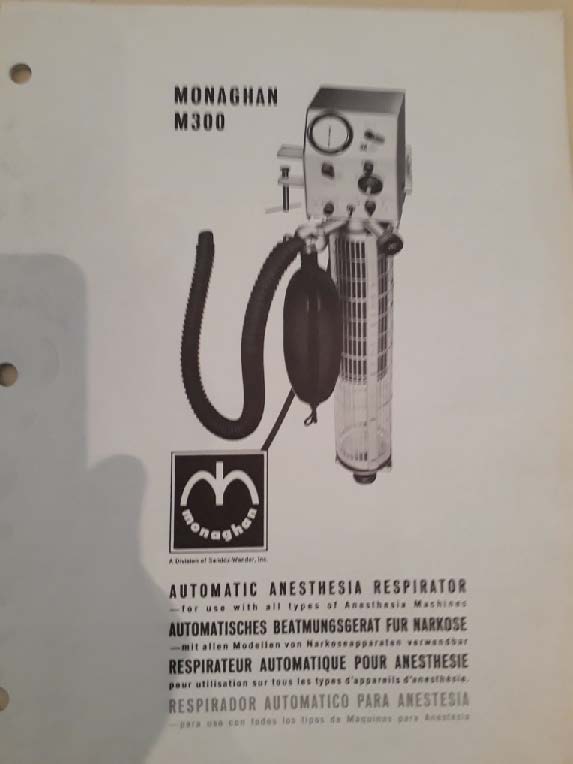 MONAGHAN
M300
monaghan
A Division of Sandoz-Wander, Inc.
AUTOMATIC ANESTHESIA RESPIRATOR
—for use with all types of Anesthesia Machines
AUTOMATISCHES BEATMUNGSGERAT FUR NARKOSE
—mit allen Modellen von Narkoseapparaten verwendbar
RESPIRATEUR AUTOMATIQUE POUR ANESTHESIE
pour utilisation sur tous les types d'appareils d'anesthésie.
RESPIRADOR AUTOMATICO PARA ANESTESIA
—para use con todos los tipos de Maquinas para Anestesia